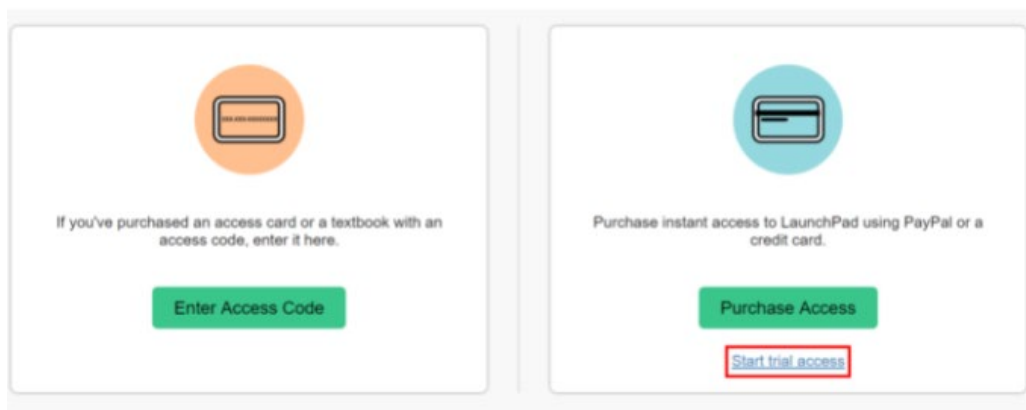 If you've purchased an access card or a textbook with an
access code, enter it here.
Enter Access Code
Purchase instant access to LaunchPad using PayPal or a
credit card.
Purchase Access
Start trial access